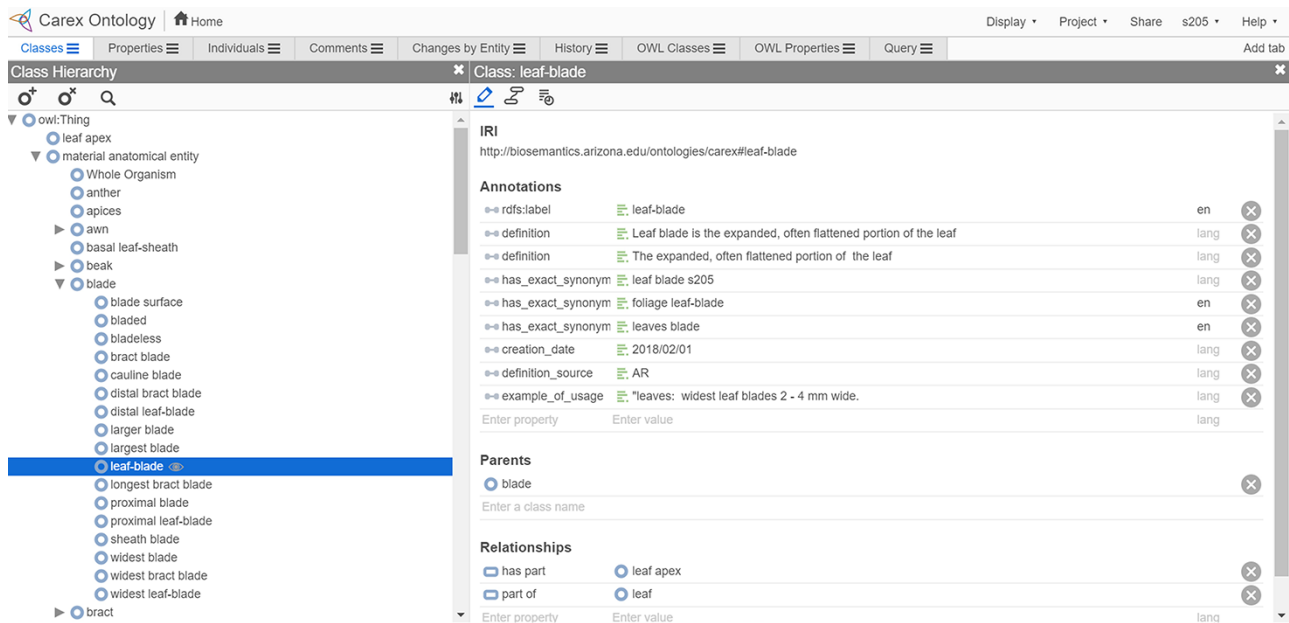 Carex Ontology Home Display Project Share s205 Help
Classes Properties Individuals Comments Changes by Entity History OWL Classes OWL Properties Query Add tab
Class Hierarchy
owl:Thing
leaf apex
material anatomical entity
Whole Organism
anther
apices
awn
basal leaf-sheath
beak
blade
blade surface
bladed
bladeless
bract blade
cauline blade
distal bract blade
distal leaf-blade
larger blade
largest blade
leaf-blade
longest bract blade
proximal blade
proximal leaf-blade
sheath blade
widest blade
widest bract blade
widest leaf-blade
bract
Class: leaf-blade
IRI
http://biosemantics.arizona.edu/ontologies/carex#leaf-blade
Annotations
rdfs:label leaf-blade en
definition Leaf blade is the expanded, often flattened portion of the leaf lang
definition The expanded, often flattened portion of the leaf lang
has_exact_synonym leaf blade s205 lang
has_exact_synonym foliage leaf-blade en
has_exact_synonym leaves blade en
creation_date 2018/02/01 lang
definition_source AR lang
example_of_usage "leaves: widest leaf blades 2 - 4 mm wide. lang
Enter property Enter value lang
Parents
blade
Enter a class name
Relationships
has part leaf apex
part of leaf
Enter property Enter value lang